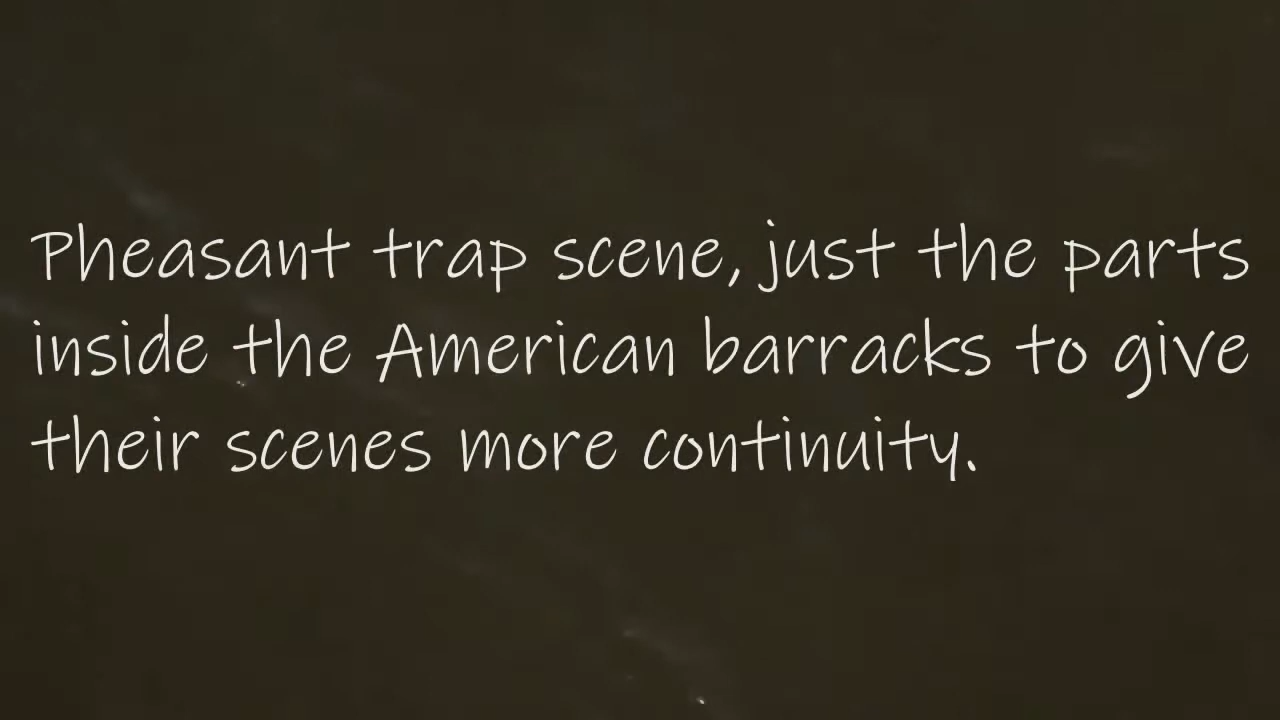 Pheasant trap scene, just the parts
inside the American barracks to give
their scenes more continuity.